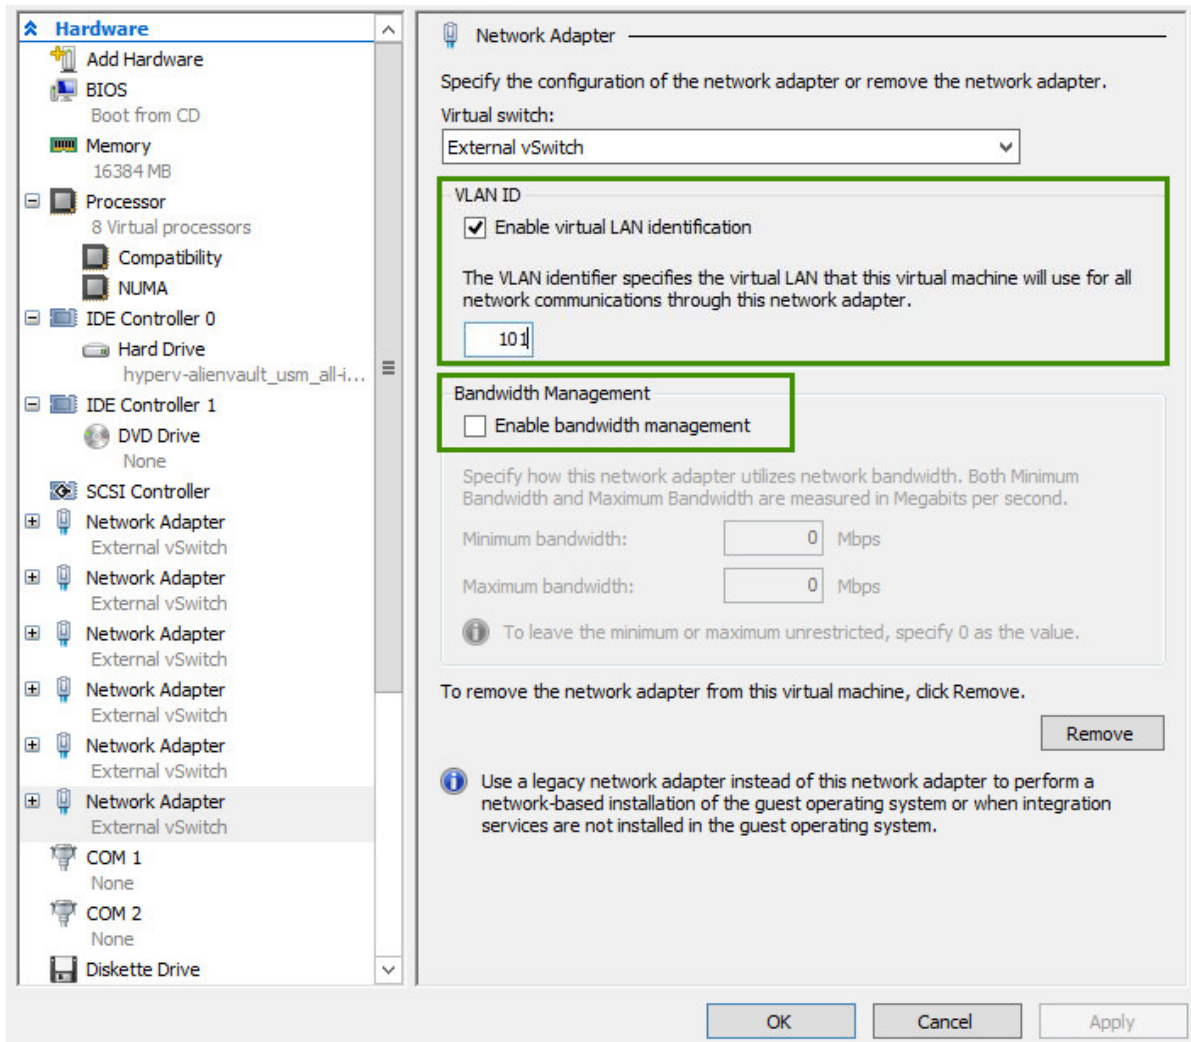 Hardware
Add Hardware
BIOS
Boot from CD
Memory
16384 MB
Processor
8 Virtual processors
Compatibility
NUMA
IDE Controller 0
Hard Drive
hyperv-alienvault_usm_all-i...
IDE Controller 1
DVD Drive
None
SCSI Controller
Network Adapter
External vSwitch
Network Adapter
External vSwitch
Network Adapter
External vSwitch
Network Adapter
External vSwitch
Network Adapter
External vSwitch
Network Adapter
External vSwitch
COM 1
None
COM 2
None
Diskette Drive
Network Adapter
Specify the configuration of the network adapter or remove the network adapter.
Virtual switch:
External vSwitch
VLAN ID
Enable virtual LAN identification
The VLAN identifier specifies the virtual LAN that this virtual machine will use for all
network communications through this network adapter.
101
Bandwidth Management
Enable bandwidth management
Specify how this network adapter utilizes network bandwidth. Both Minimum
Bandwidth and Maximum Bandwidth are measured in Megabits per second.
Minimum bandwidth: 0 Mbps
Maximum bandwidth: 0 Mbps
To leave the minimum or maximum unrestricted, specify 0 as the value.
To remove the network adapter from this virtual machine, click Remove.
Remove
Use a legacy network adapter instead of this network adapter to perform a
network-based installation of the guest operating system or when integration
services are not installed in the guest operating system.
OK Cancel Apply